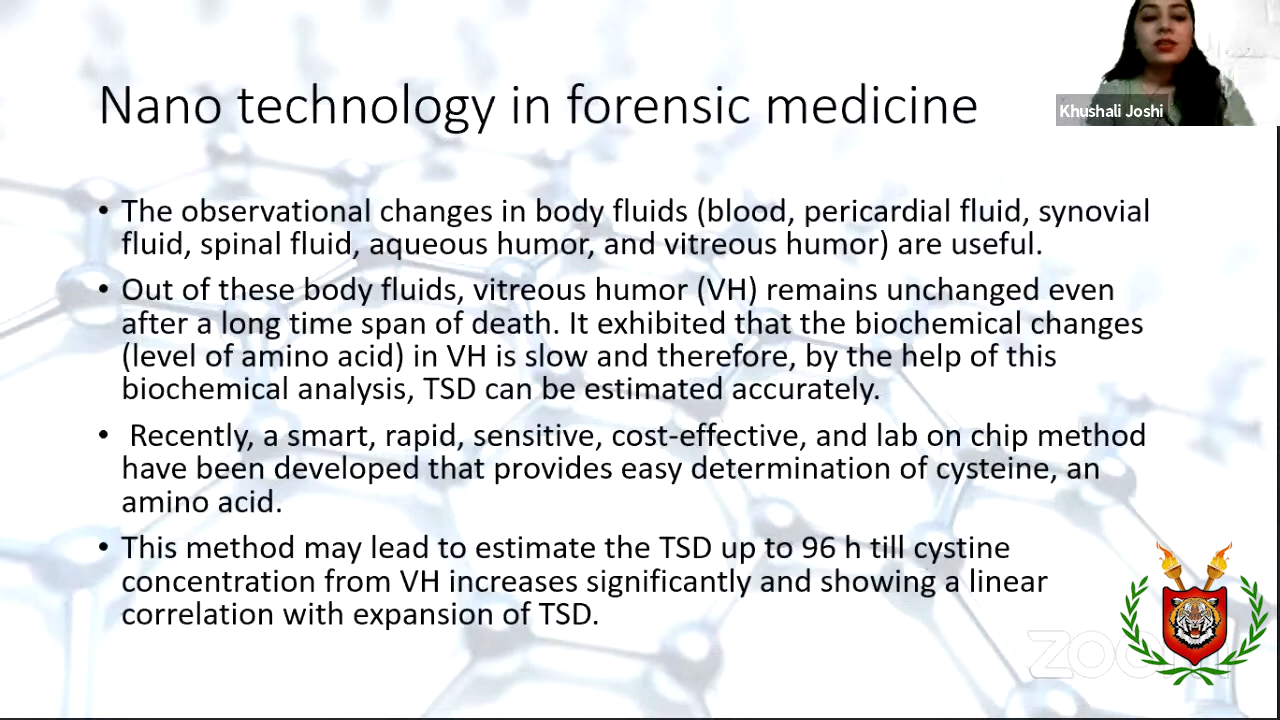 Nano technology in forensic medicine
Khushali Joshi
• The observational changes in body fluids (blood, pericardial fluid, synovial
fluid, spinal fluid, aqueous humor, and vitreous humor) are useful.
• Out of these body fluids, vitreous humor (VH) remains unchanged even
after a long time span of death. It exhibited that the biochemical changes
(level of amino acid) in VH is slow and therefore, by the help of this
biochemical analysis, TSD can be estimated accurately.
• Recently, a smart, rapid, sensitive, cost-effective, and lab on chip method
have been developed that provides easy determination of cysteine, an
amino acid.
• This method may lead to estimate the TSD up to 96 h till cystine
concentration from VH increases significantly and showing a linear
correlation with expansion of TSD.
zoom